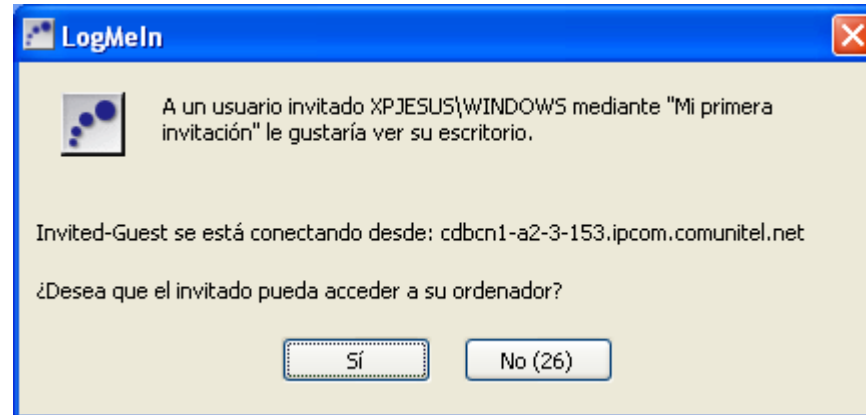 LogMeIn
A un usuario invitado XPJESUS\WINDOWS mediante "Mi primera
invitación" le gustaría ver su escritorio.
Invited-Guest se está conectando desde: cdbcn1-a2-3-153.ipcom.comunitel.net
¿Desea que el invitado pueda acceder a su ordenador?
Sí
No (26)